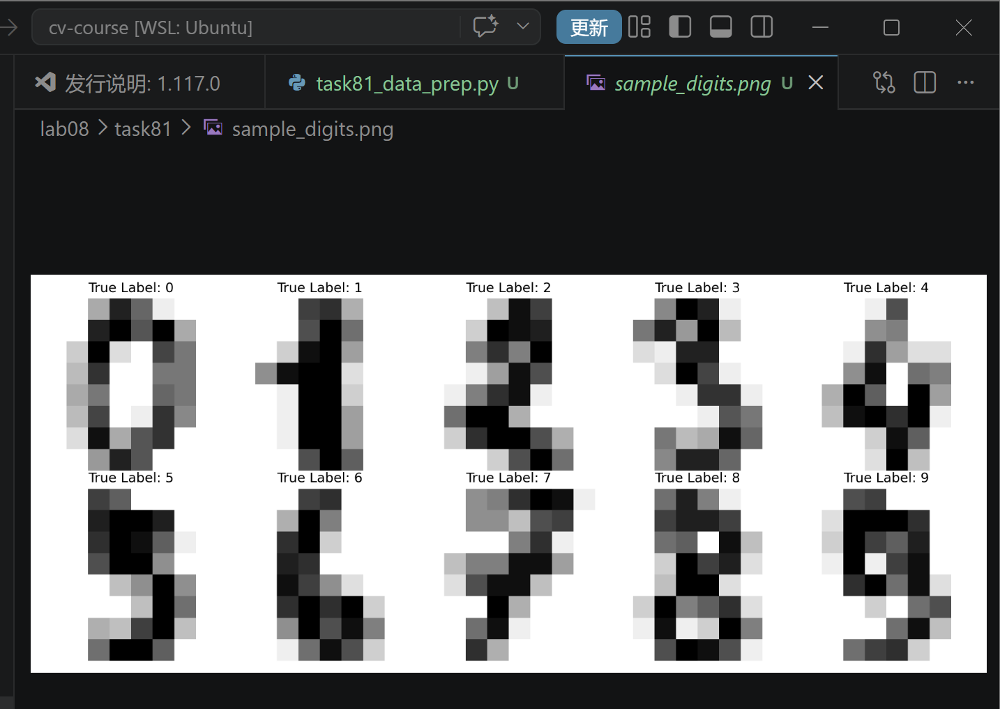 cv-course [WSL: Ubuntu]
更新
发行说明: 1.117.0
task81_data_prep.py U
sample_digits.png U
lab08 > task81 > sample_digits.png
True Label: 0
True Label: 1
True Label: 2
True Label: 3
True Label: 4
True Label: 5
True Label: 6
True Label: 7
True Label: 8
True Label: 9